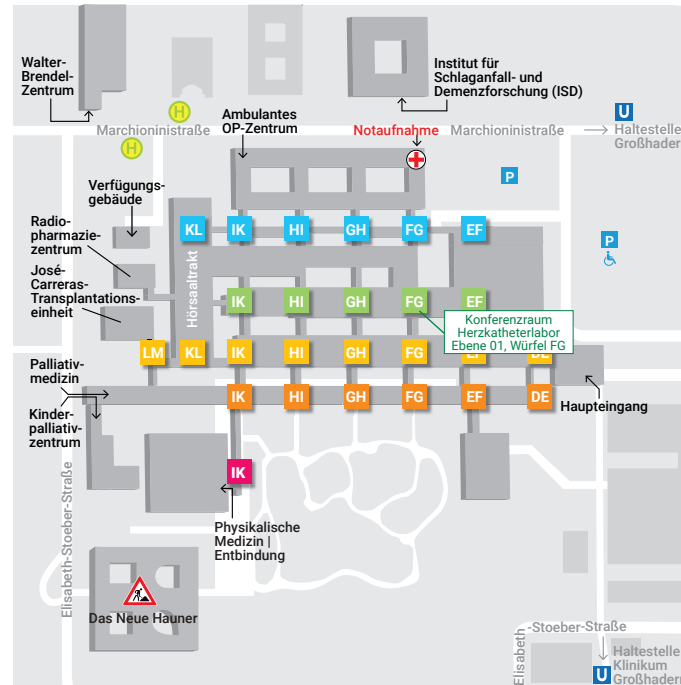 Walter-
Brendel-
Zentrum
H
H
Institut für
Schlaganfall- und
Demenzforschung (ISD)
Ambulantes
OP-Zentrum
U
Haltestelle
Großhadern
Marchioninistraße
Notaufnahme
Marchioninistraße
P
Verfügungs-
gebäude
Radio-
pharmazie-
zentrum
José-
Carreras-
Transplantations-
einheit
Hörsaaltrakt
P
KL IK HI GH FG EF
IK HI GH FG EF
Konferenzraum
Herzkatheterlabor
Ebene 01, Würfel FG
LM KL IK HI GH FG EF DE
Palliativ-
medizin
Kinder-
palliativ-
zentrum
IK HI GH FG EF DE
Haupteingang
IK
Physikalische
Medizin |
Entbindung
Elisabeth-Stoeber-Straße
Das Neue Hauner
Elisabeth
-Stoeber-Straße
U
Haltestelle
Klinikum
Großhadern